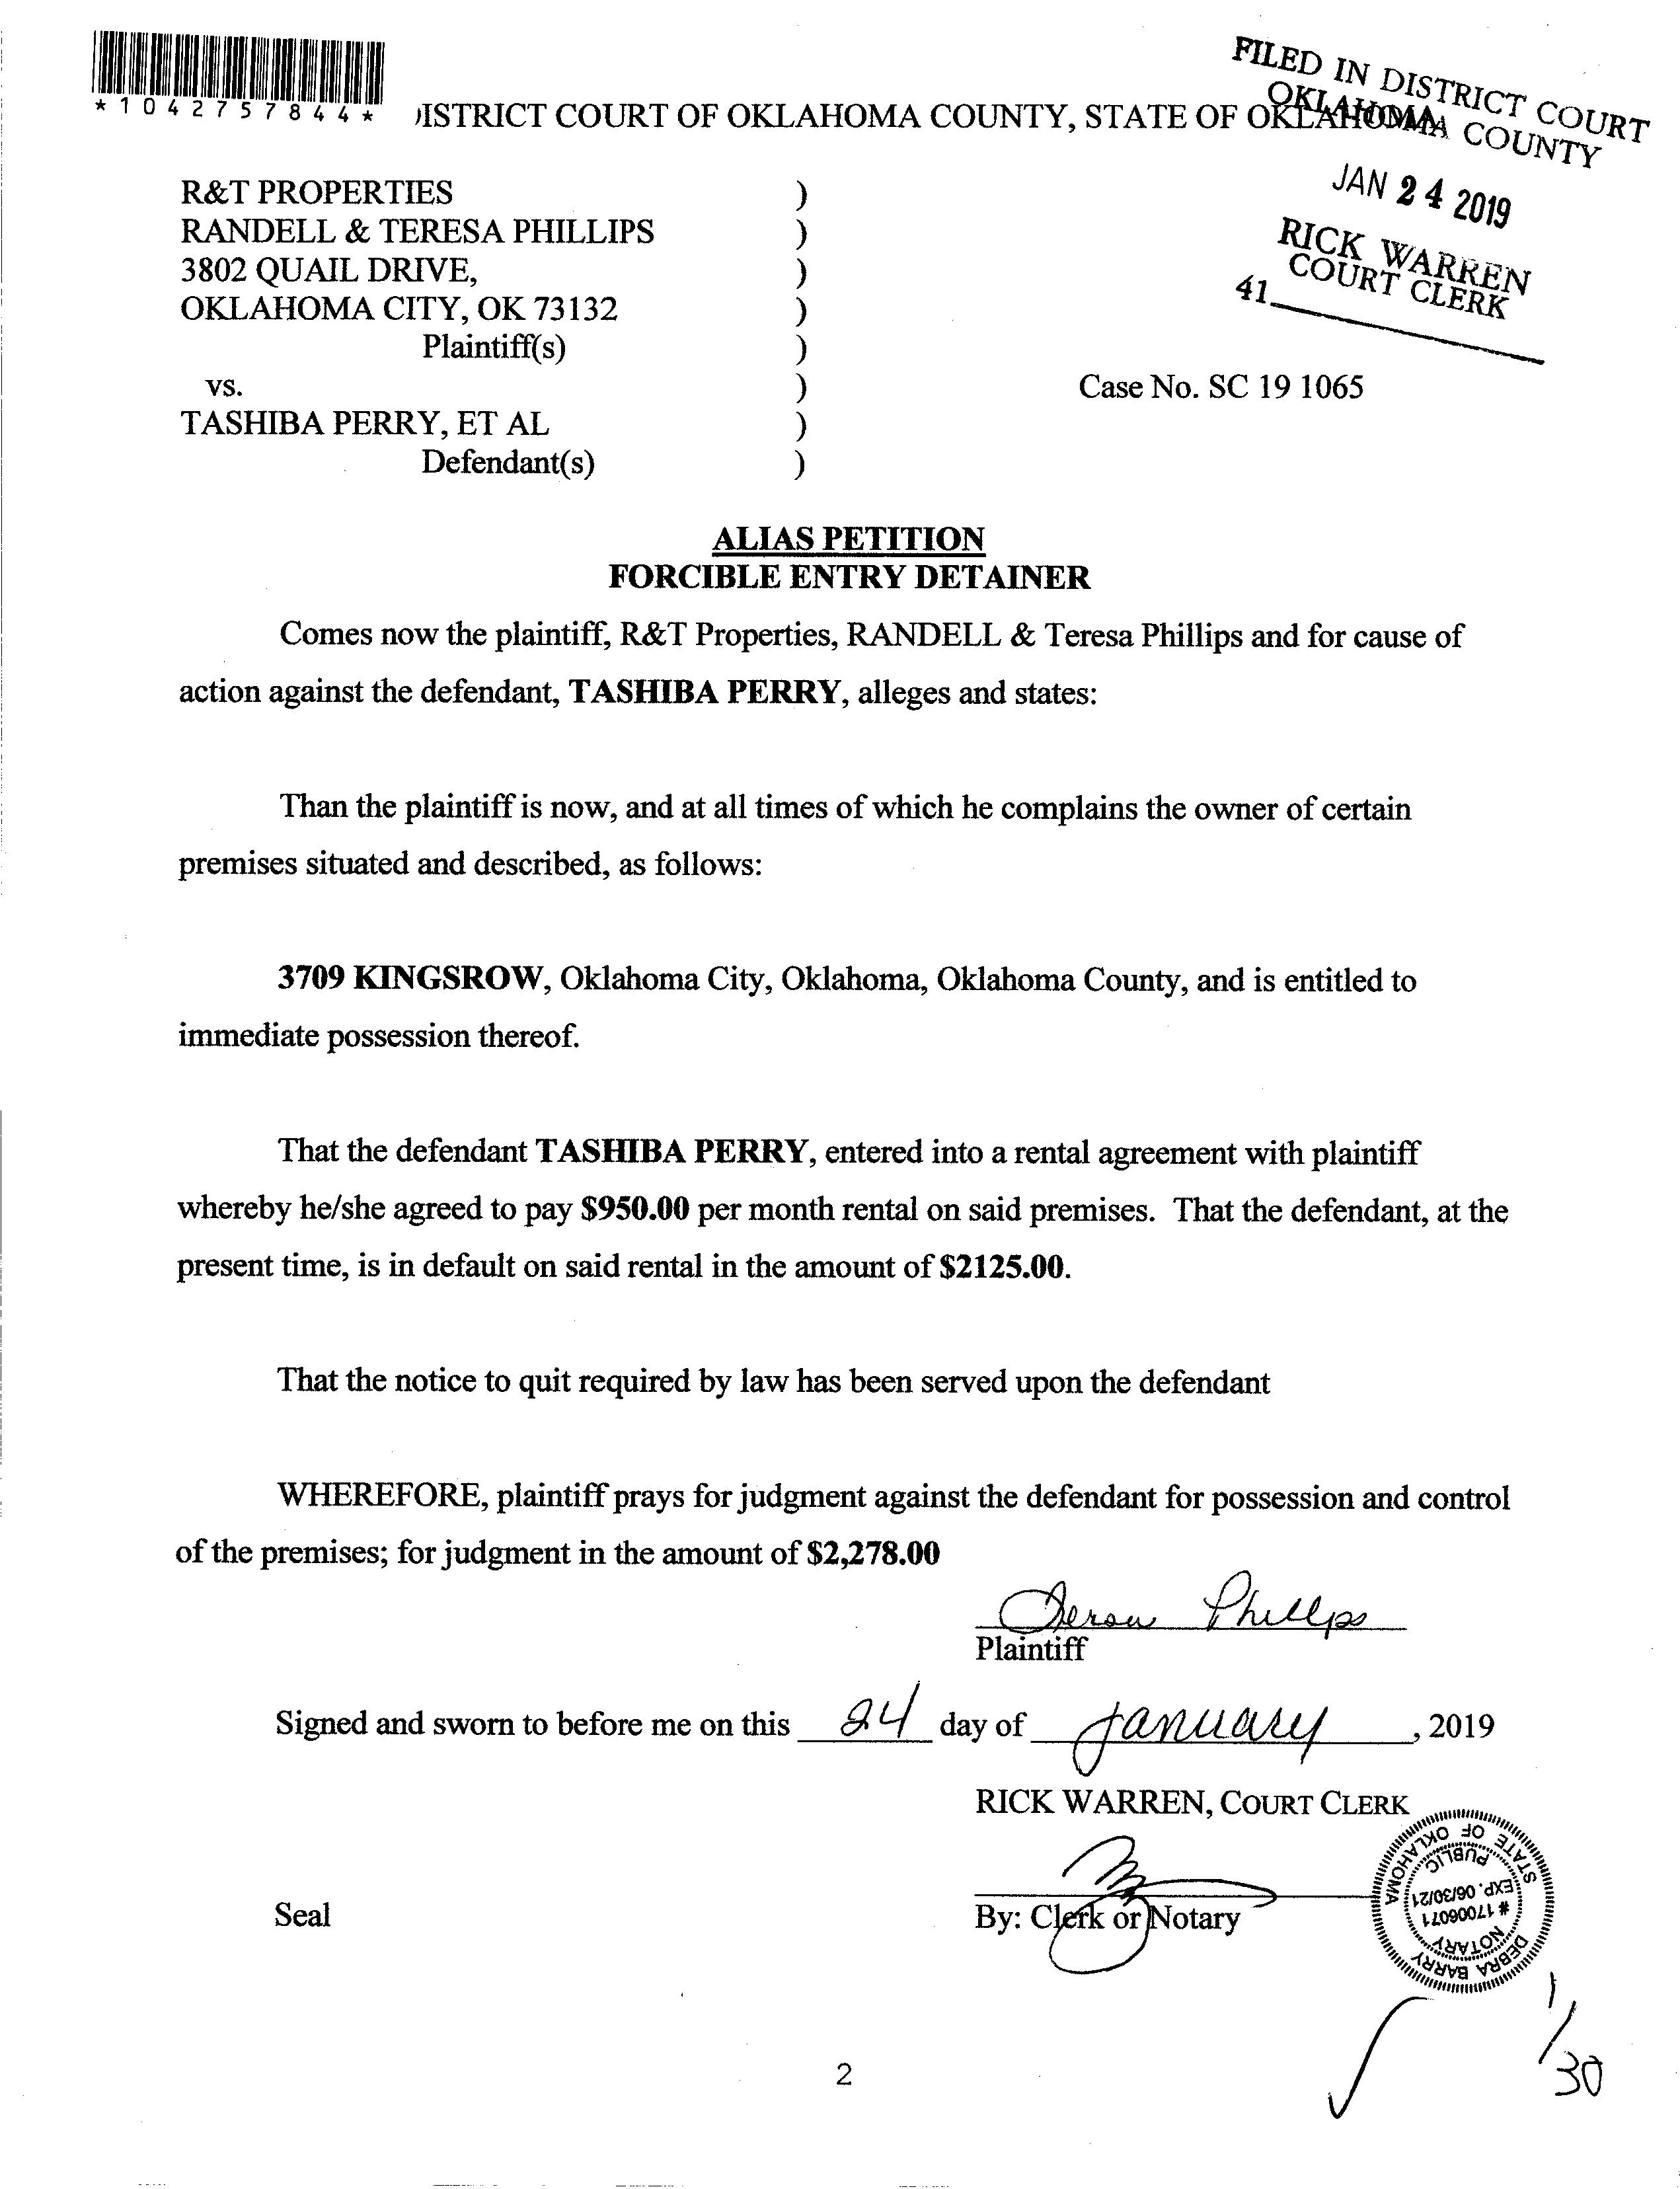 *1042757844*
DISTRICT COURT OF OKLAHOMA COUNTY, STATE OF OKLAHOMA
FILED IN DISTRICT COURT
OKLAHOMA COUNTY
JAN 24 2019
RICK WARREN
COURT CLERK
41
R&T PROPERTIES )
RANDELL & TERESA PHILLIPS )
3802 QUAIL DRIVE, )
OKLAHOMA CITY, OK 73132 )
Plaintiff(s) )
vs. ) Case No. SC 19 1065
TASHIBA PERRY, ET AL )
Defendant(s) )
ALIAS PETITION
FORCIBLE ENTRY DETAINER
Comes now the plaintiff, R&T Properties, RANDELL & Teresa Phillips and for cause of
action against the defendant, TASHIBA PERRY, alleges and states:
Than the plaintiff is now, and at all times of which he complains the owner of certain
premises situated and described, as follows:
3709 KINGSROW, Oklahoma City, Oklahoma, Oklahoma County, and is entitled to
immediate possession thereof.
That the defendant TASHIBA PERRY, entered into a rental agreement with plaintiff
whereby he/she agreed to pay $950.00 per month rental on said premises. That the defendant, at the
present time, is in default on said rental in the amount of $2125.00.
That the notice to quit required by law has been served upon the defendant
WHEREFORE, plaintiff prays for judgment against the defendant for possession and control
of the premises; for judgment in the amount of $2,278.00
Teresa Phillips
Plaintiff
Signed and sworn to before me on this 24 day of January, 2019
RICK WARREN, COURT CLERK
Seal
By: Clerk or Notary
DEBRA BARRY
NOTARY
# 17006071
EXP. 06/30/21
PUBLIC
STATE OF OKLAHOMA
1/30
2